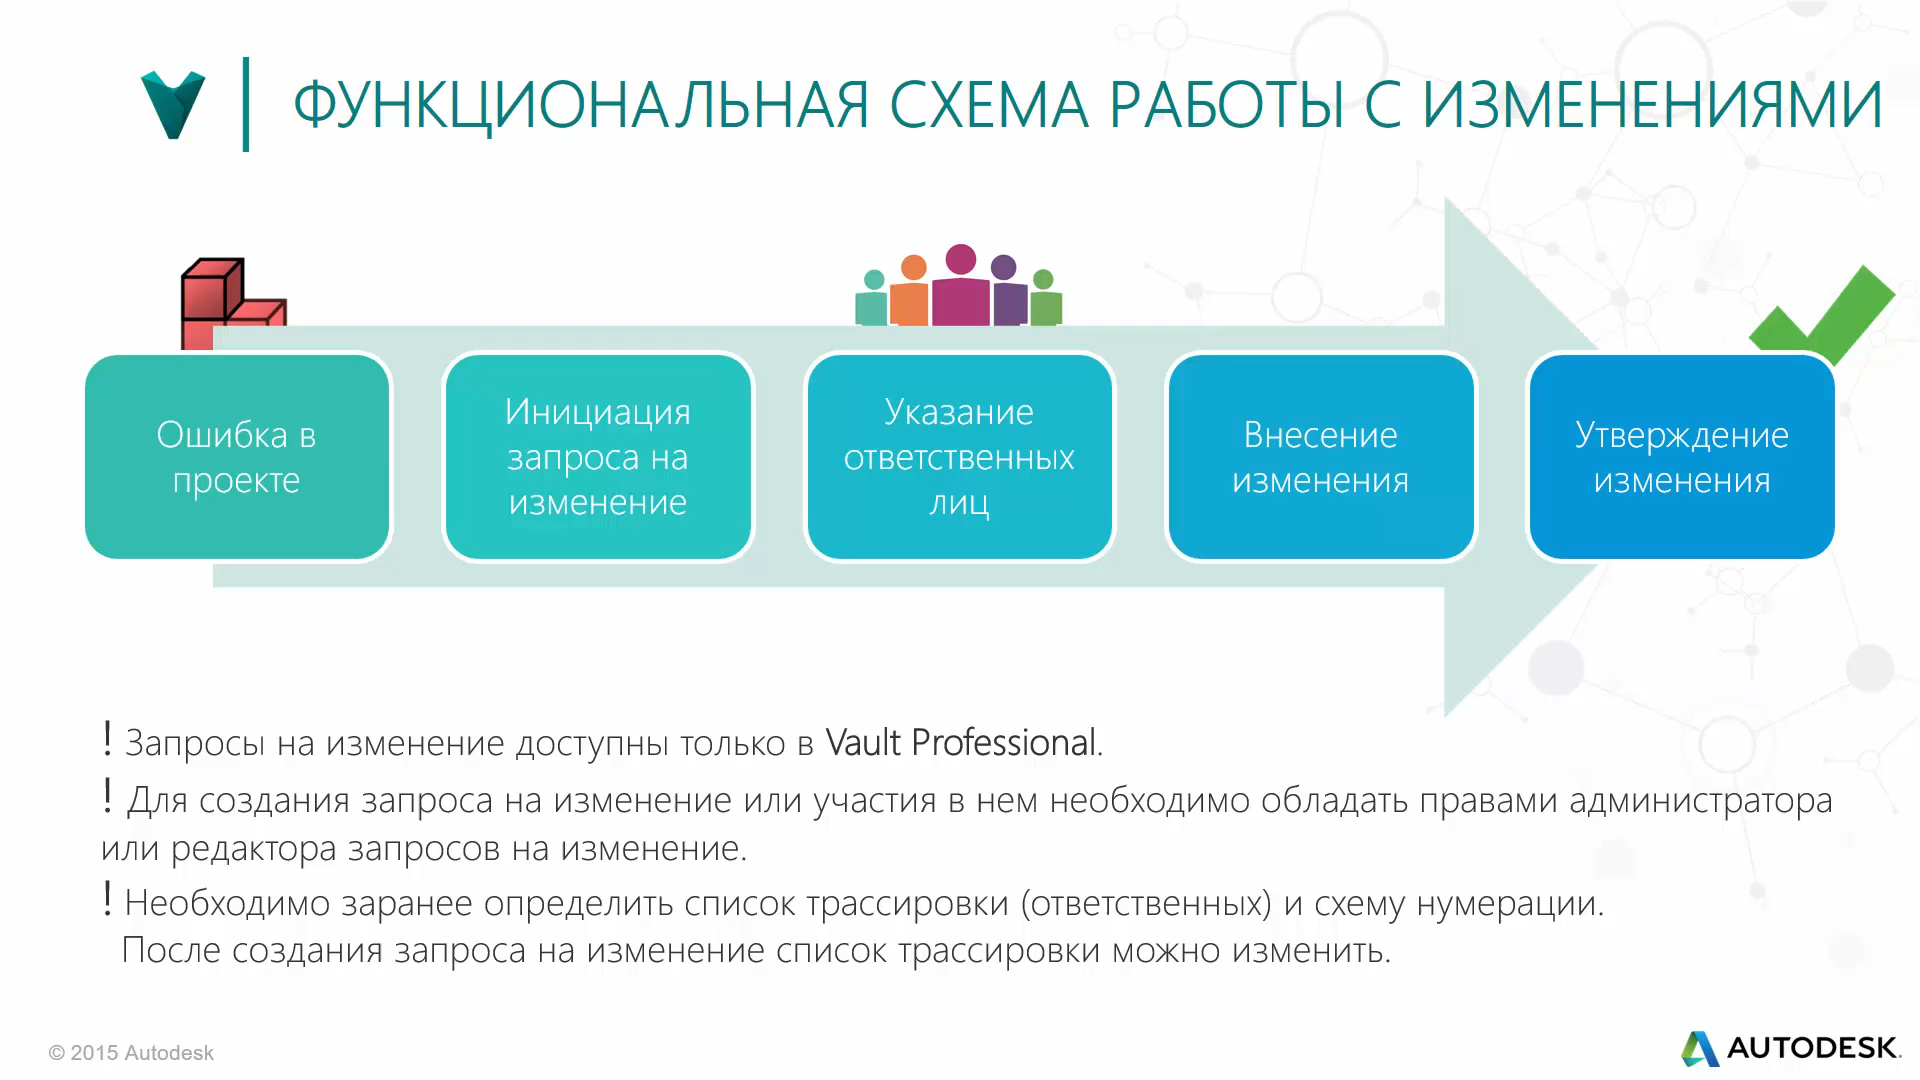 ФУНКЦИОНАЛЬНАЯ СХЕМА РАБОТЫ С ИЗМЕНЕНИЯМИ
Ошибка в
проекте
Инициация
запроса на
изменение
Указание
ответственных
лиц
Внесение
изменения
Утверждение
изменения
! Запросы на изменение доступны только в Vault Professional.
! Для создания запроса на изменение или участия в нем необходимо обладать правами администратора
или редактора запросов на изменение.
! Необходимо заранее определить список трассировки (ответственных) и схему нумерации.
После создания запроса на изменение список трассировки можно изменить.
© 2015 Autodesk
AUTODESK.